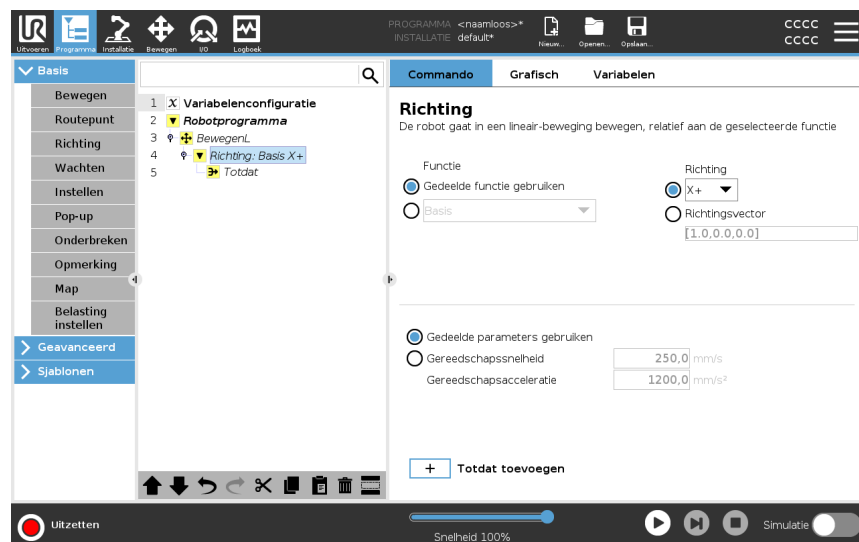 UR
PROGRAMMA <naamloos>*
INSTALLATIE default*
Uitvoeren Programma Installatie Bewegen I/O Logboek
Nieuw... Openen... Opslaan...
cccc
cccc
Basis
Bewegen
Routepunt
Richting
Wachten
Instellen
Pop-up
Onderbreken
Opmerking
Map
Belasting
instellen
Geavanceerd
Sjablonen
1 X Variabelenconfiguratie
2 Robotprogramma
3 BewegenL
4 Richting: Basis X+
5 Totdat
Commando Grafisch Variabelen
Richting
De robot gaat in een lineair-beweging bewegen, relatief aan de geselecteerde functie
Functie
Gedeelde functie gebruiken
Basis
Richting
X+
Richtingsvector
[1.0,0.0,0.0]
Gedeelde parameters gebruiken
Gereedschapssnelheid 250,0 mm/s
Gereedschapsacceleratie 1200,0 mm/s²
+ Totdat toevoegen
Uitzetten
Snelheid 100%
Simulatie